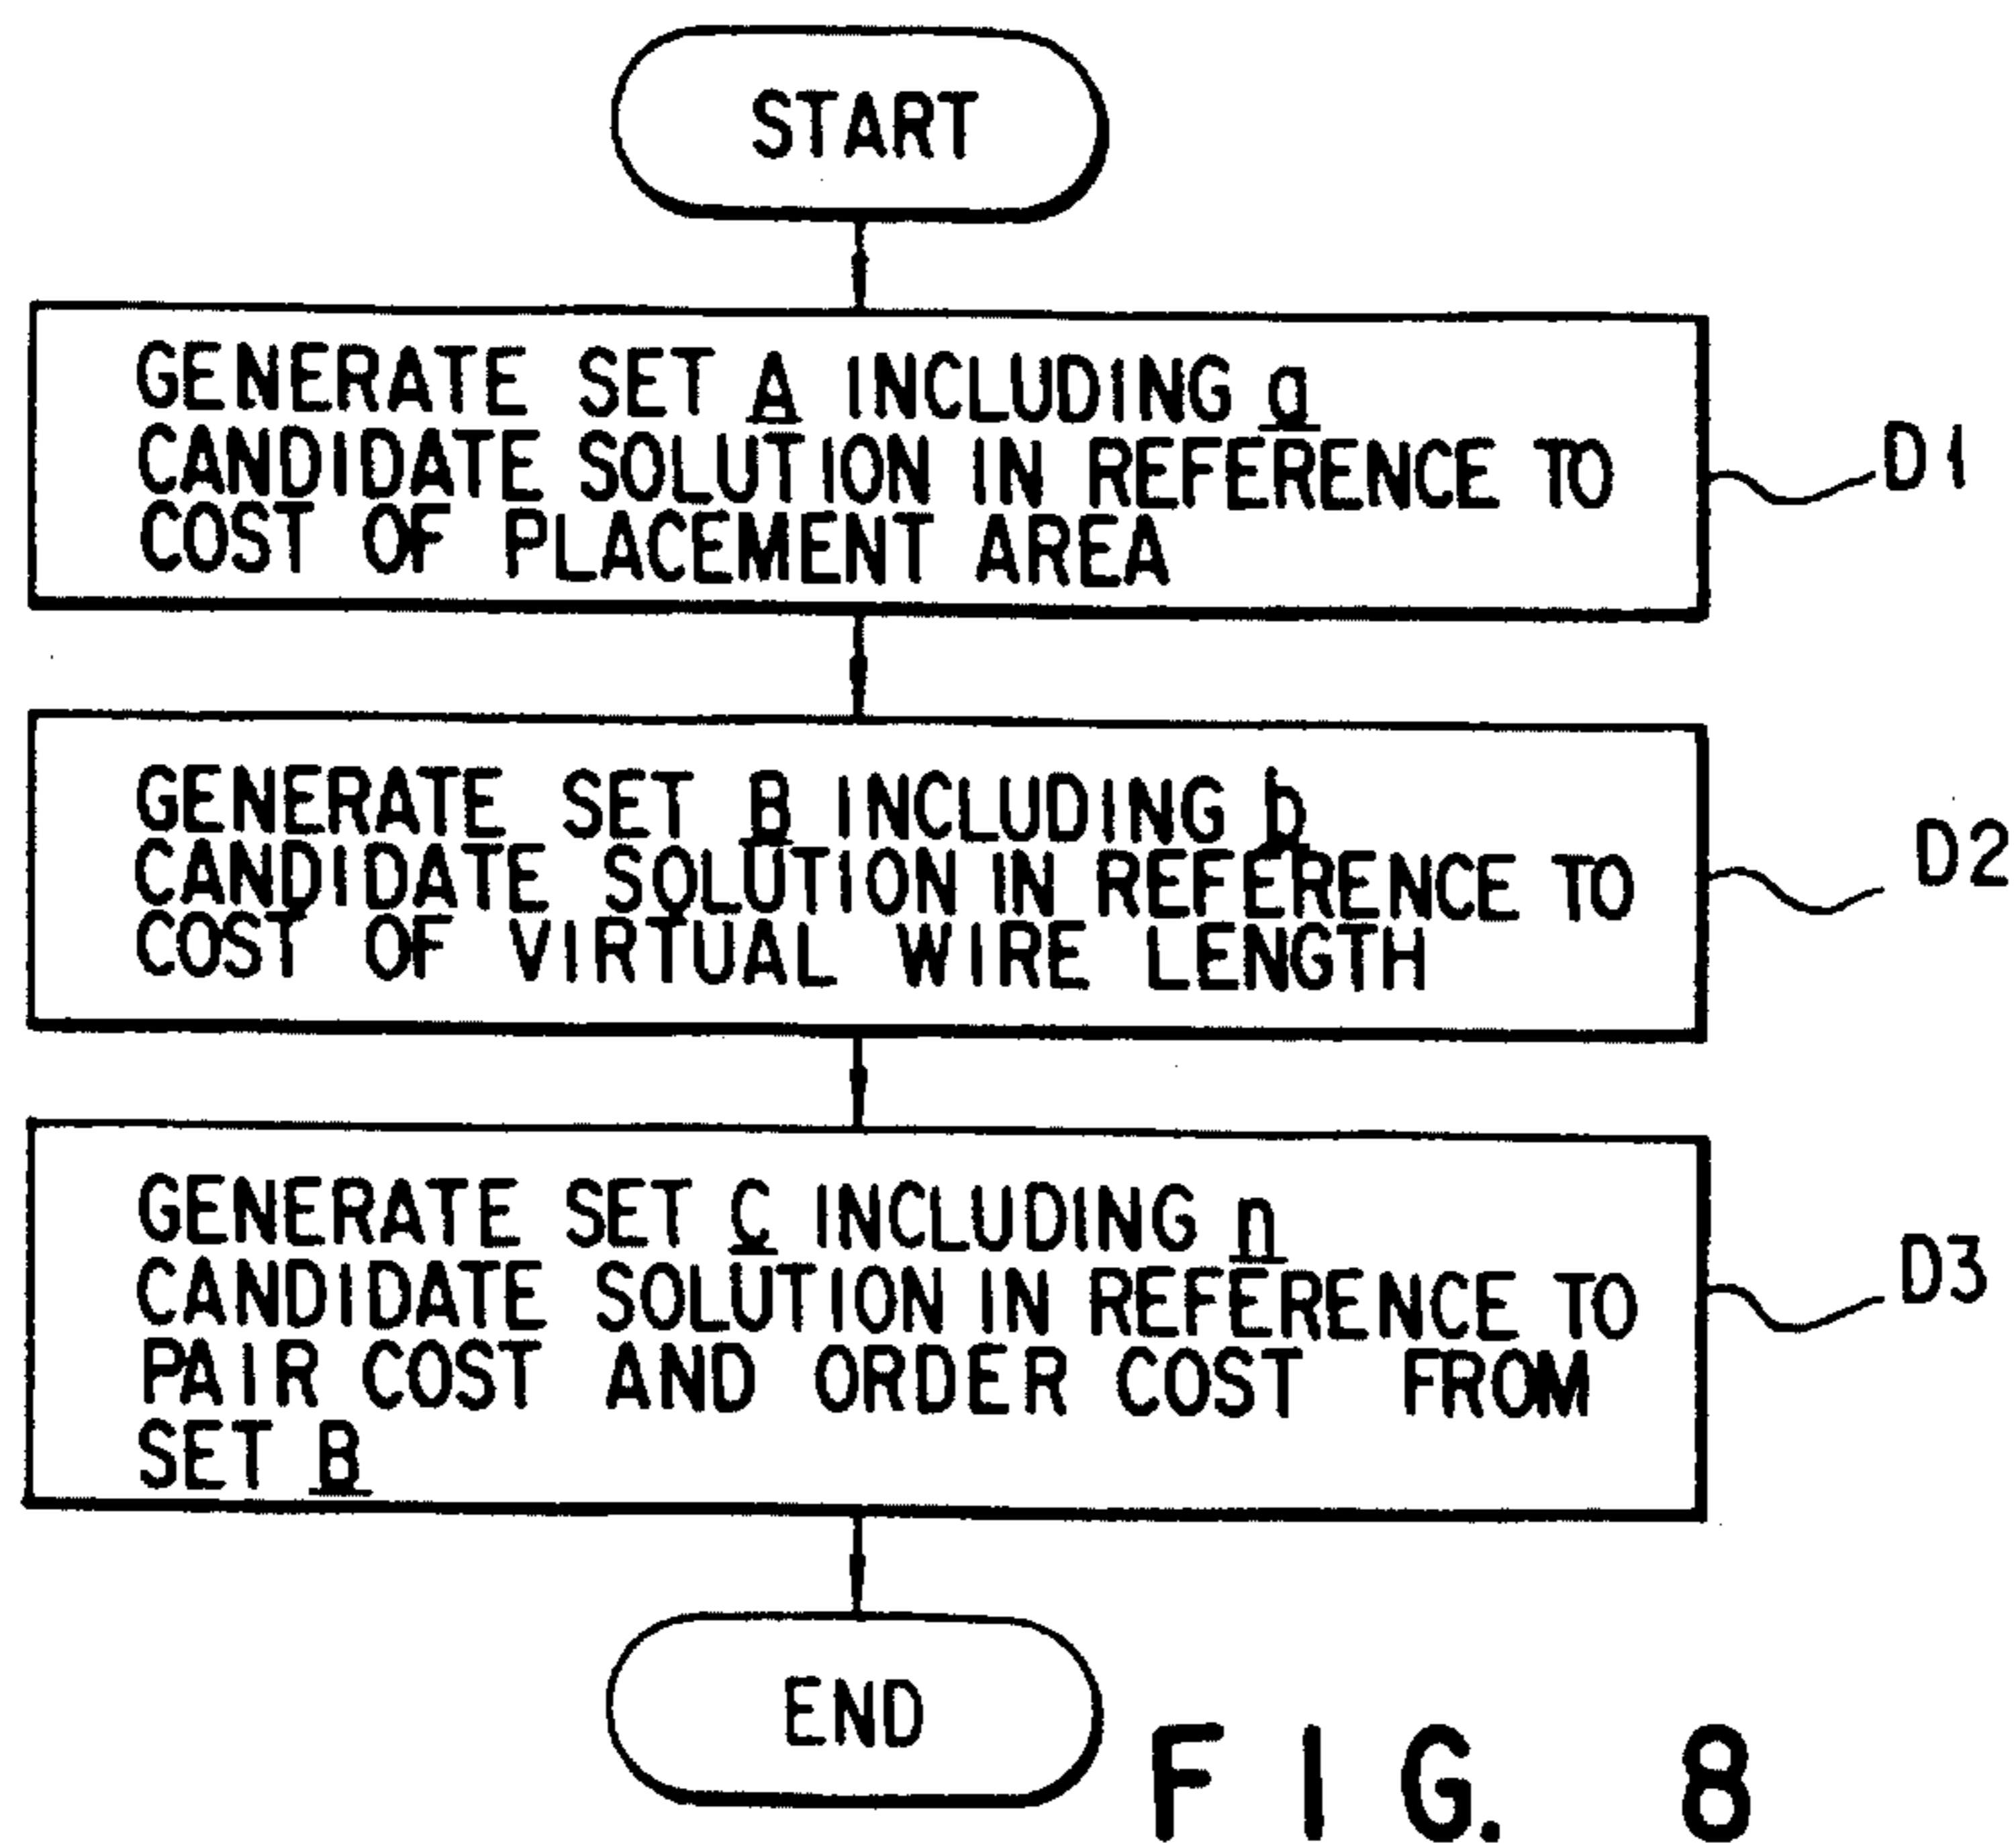 START
GENERATE SET A INCLUDING a
CANDIDATE SOLUTION IN REFERENCE TO
COST OF PLACEMENT AREA
D1
GENERATE SET B INCLUDING b
CANDIDATE SOLUTION IN REFERENCE TO
COST OF VIRTUAL WIRE LENGTH
D2
GENERATE SET C INCLUDING n
CANDIDATE SOLUTION IN REFERENCE TO
PAIR COST AND ORDER COST FROM
SET B
D3
END
FIG. 8